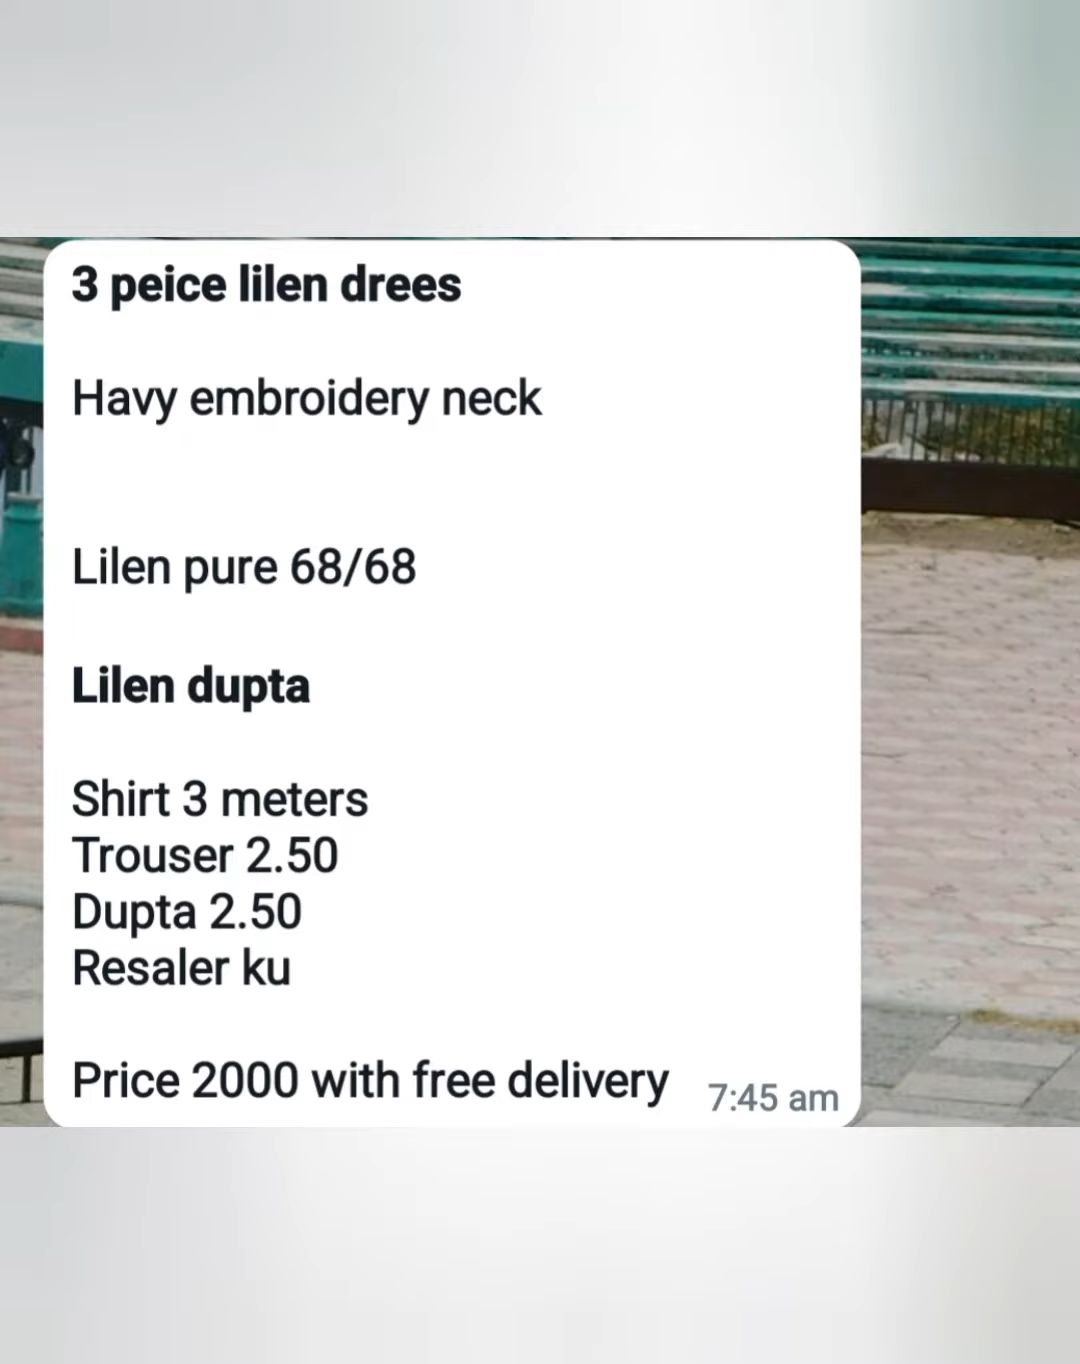 3 peice lilen drees
Havy embroidery neck
Lilen pure 68/68
Lilen dupta
Shirt 3 meters
Trouser 2.50
Dupta 2.50
Resaler ku
Price 2000 with free delivery
7:45 am